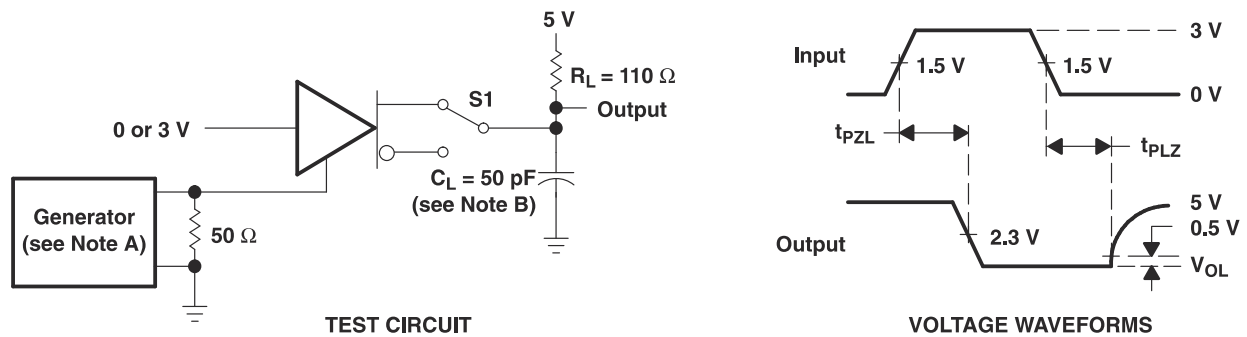 5 V
R_L = 110 Ω
S1
Output
0 or 3 V
C_L = 50 pF
(see Note B)
Generator
(see Note A)
50 Ω
TEST CIRCUIT
3 V
Input
1.5 V
1.5 V
0 V
t_PZL
t_PLZ
5 V
0.5 V
Output
2.3 V
V_OL
VOLTAGE WAVEFORMS